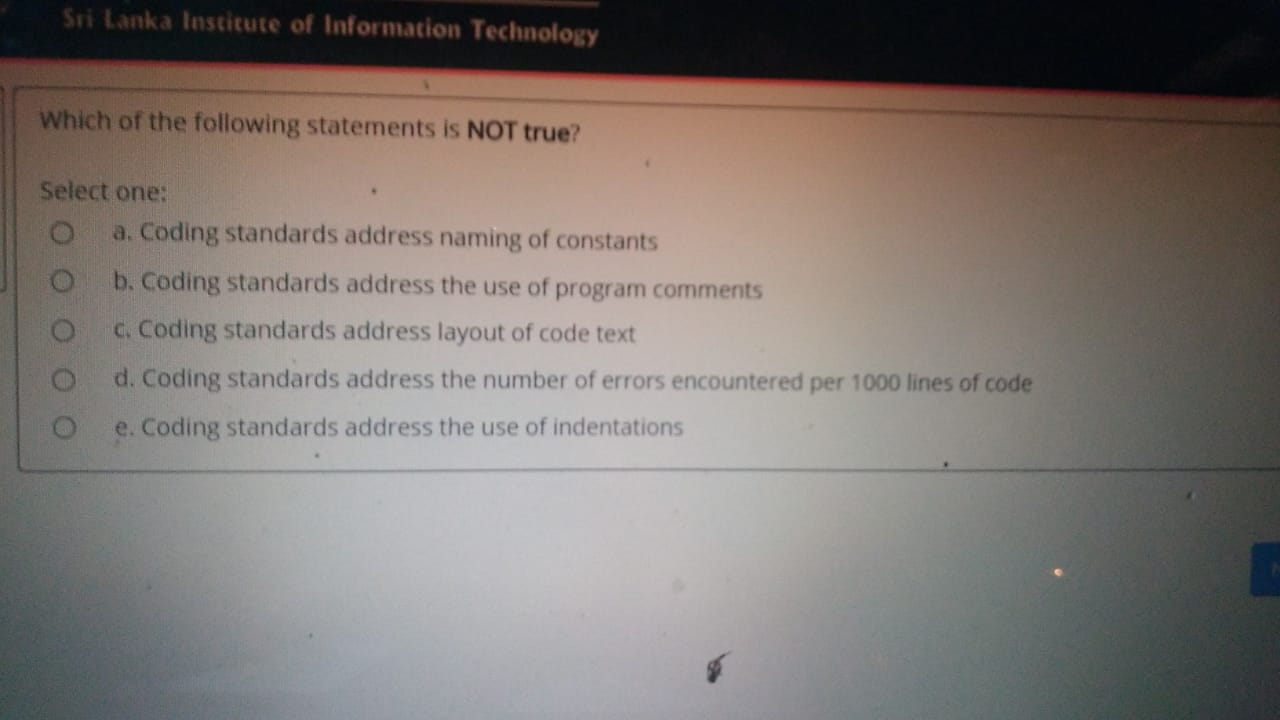 Sri Lanka Institute of Information Technology
Which of the following statements is NOT true?
Select one:
a. Coding standards address naming of constants
b. Coding standards address the use of program comments
c. Coding standards address layout of code text
d. Coding standards address the number of errors encountered per 1000 lines of code
e. Coding standards address the use of indentations